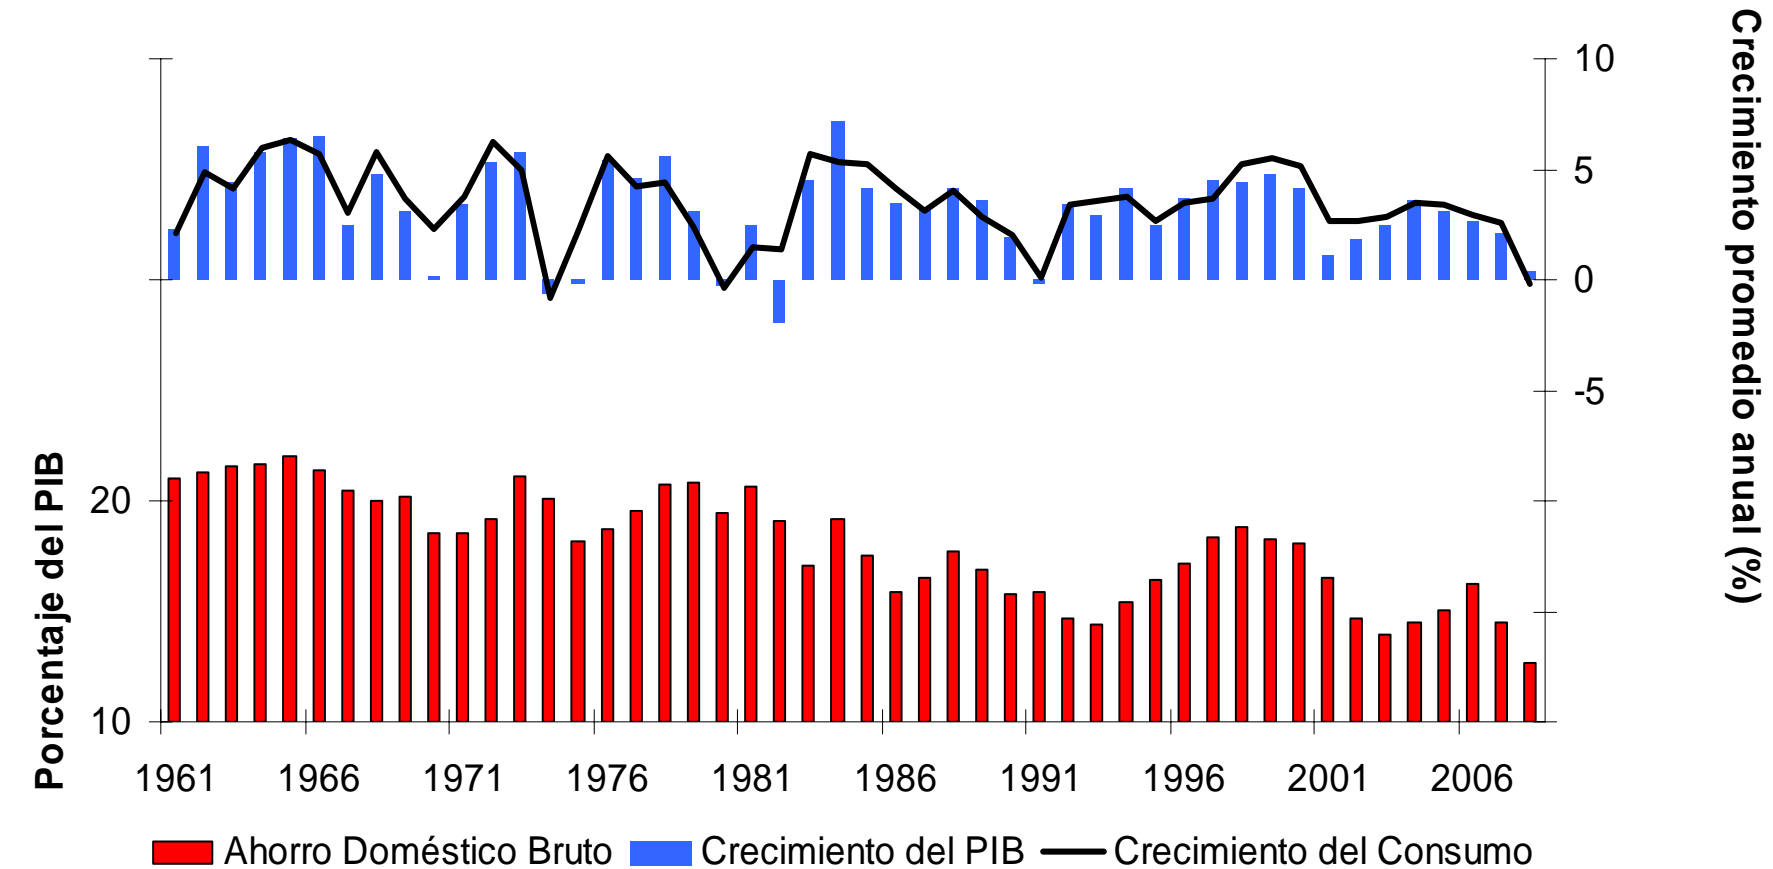 10
5
0
-5
Crecimiento promedio anual (%)
Porcentaje del PIB
20
10
1961 1966 1971 1976 1981 1986 1991 1996 2001 2006
Ahorro Doméstico Bruto Crecimiento del PIB Crecimiento del Consumo